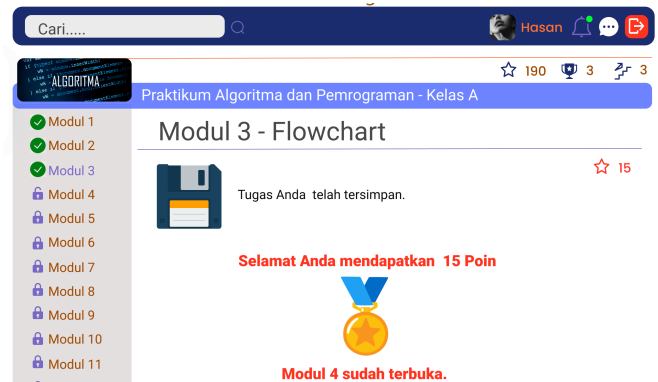 Cari.....
Hasan
ALGORITMA
190
3
3
Praktikum Algoritma dan Pemrograman - Kelas A
Modul 1
Modul 2
Modul 3
Modul 4
Modul 5
Modul 6
Modul 7
Modul 8
Modul 9
Modul 10
Modul 11
Modul 3 - Flowchart
15
Tugas Anda telah tersimpan.
Selamat Anda mendapatkan 15 Poin
Modul 4 sudah terbuka.